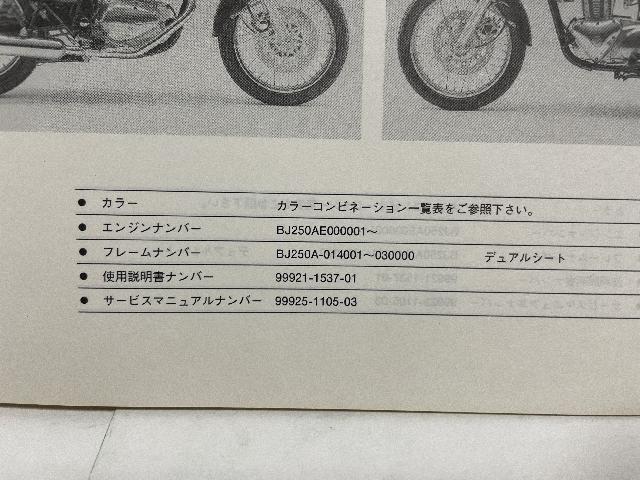 ● カラー カラーコンビネーション一覧表をご参照下さい。
● エンジンナンバー BJ250AE000001〜
● フレームナンバー BJ250A-014001〜030000 デュアルシート
● 使用説明書ナンバー 99921-1537-01
● サービスマニュアルナンバー 99925-1105-03